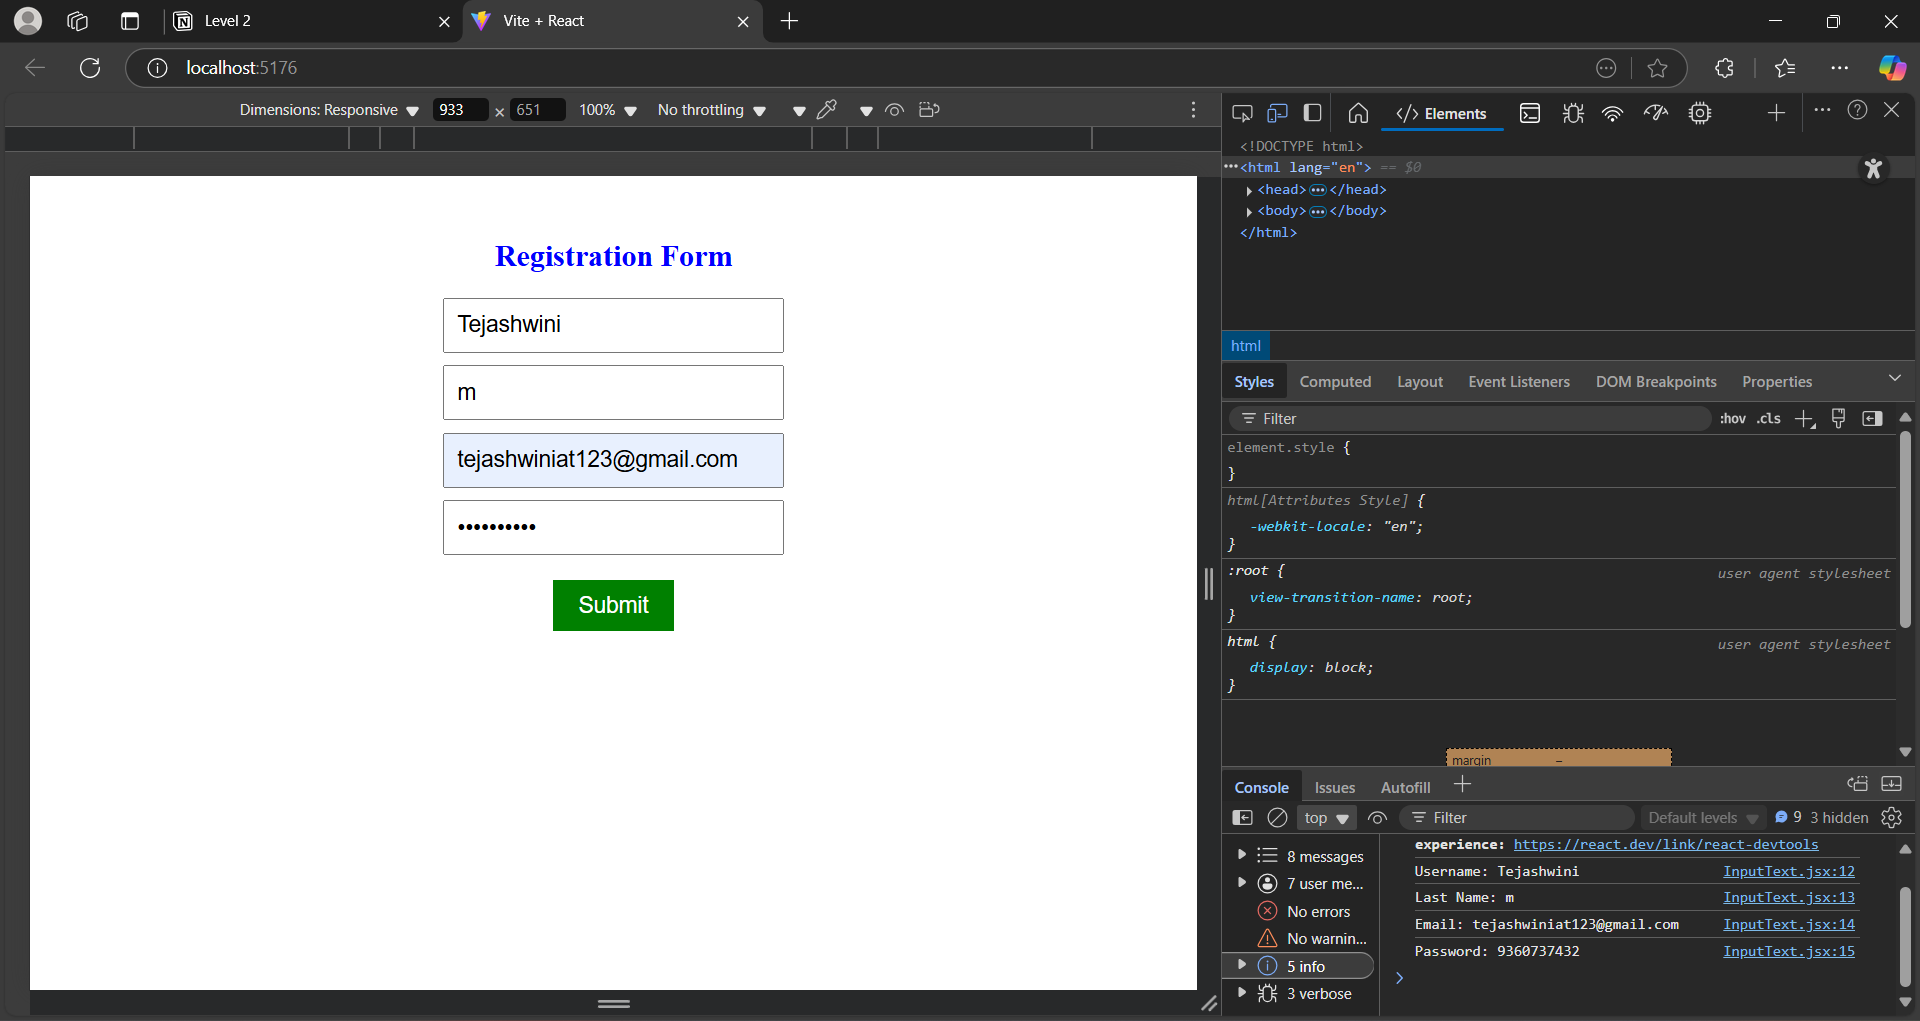 Level 2
Vite + React
localhost:5176
Dimensions: Responsive 933 × 651 100% No throttling
Elements
<!DOCTYPE html>
•••<html lang="en"> == $0
<head>•••</head>
<body>•••</body>
</html>
html
Registration Form
Tejashwini
m
tejashwiniat123@gmail.com
••••••••••
Submit
Styles Computed Layout Event Listeners DOM Breakpoints Properties
Filter :hov .cls
element.style {
}
html[Attributes Style] {
-webkit-locale: "en";
}
:root { user agent stylesheet
view-transition-name: root;
}
html { user agent stylesheet
display: block;
}
margin –
Console Issues Autofill
top Filter Default levels 9 3 hidden
8 messages
7 user me...
No errors
No warnin...
5 info
3 verbose
experience: https://react.dev/link/react-devtools
Username: Tejashwini InputText.jsx:12
Last Name: m InputText.jsx:13
Email: tejashwiniat123@gmail.com InputText.jsx:14
Password: 9360737432 InputText.jsx:15